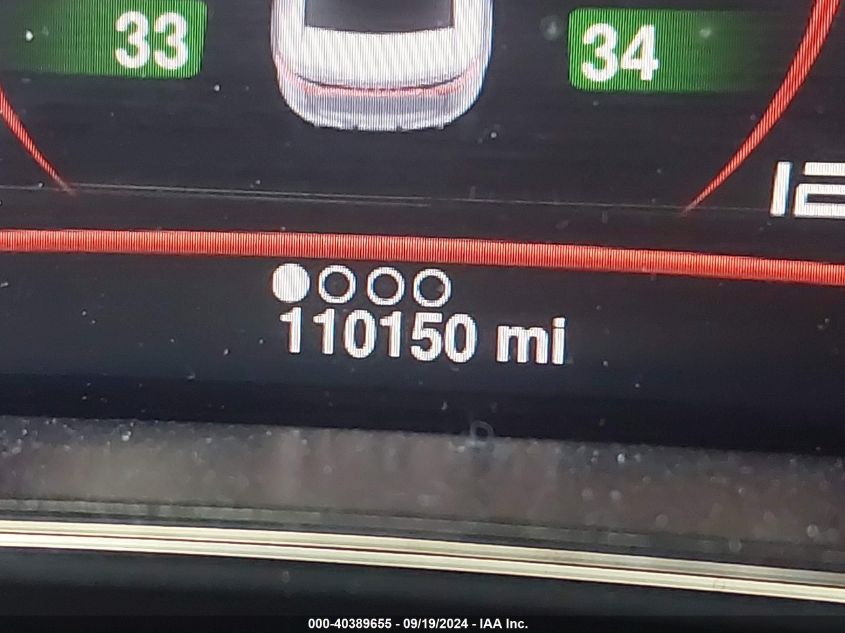 33
34
110150 mi
000-40389655 - 09/19/2024 - IAA Inc.